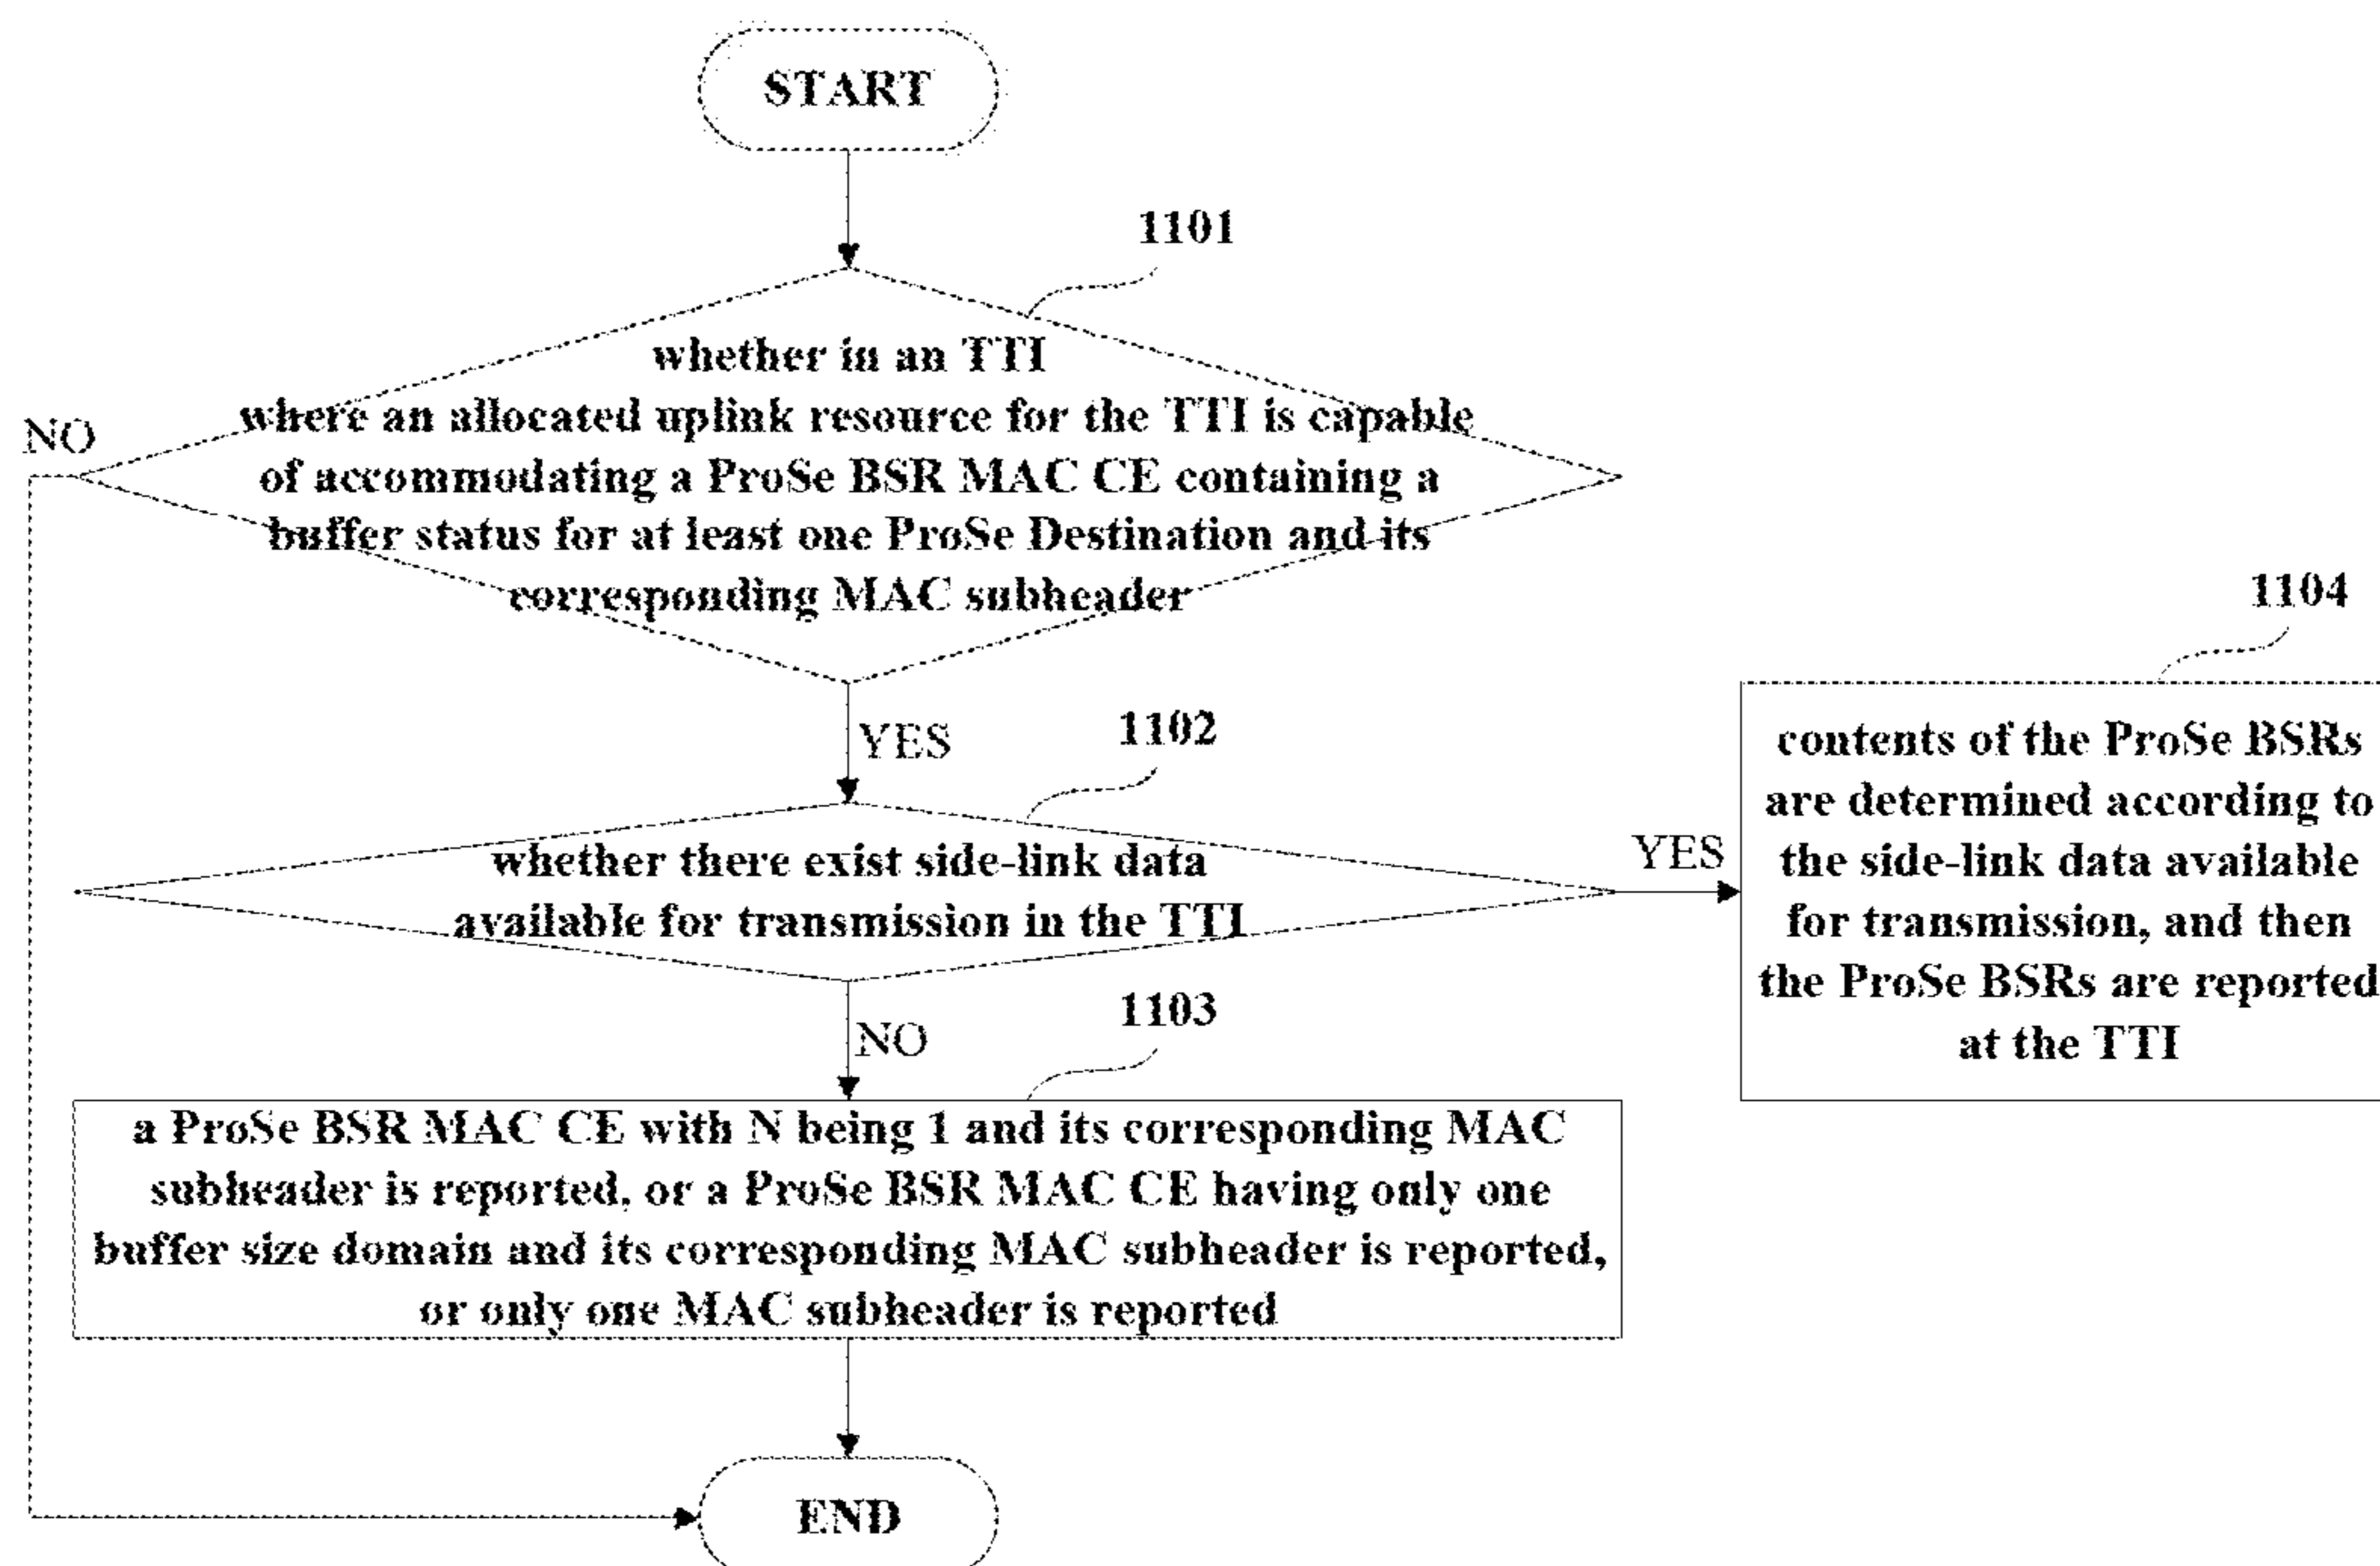 START
1101
whether in an TTI
where an allocated uplink resource for the TTI is capable
of accommodating a ProSe BSR MAC CE containing a
buffer status for at least one ProSe Destination and its
corresponding MAC subheader
NO
YES
1102
whether there exist side-link data
available for transmission in the TTI
YES
1104
contents of the ProSe BSRs
are determined according to
the side-link data available
for transmission, and then
the ProSe BSRs are reported
at the TTI
NO
1103
a ProSe BSR MAC CE with N being 1 and its corresponding MAC
subheader is reported, or a ProSe BSR MAC CE having only one
buffer size domain and its corresponding MAC subheader is reported,
or only one MAC subheader is reported
END